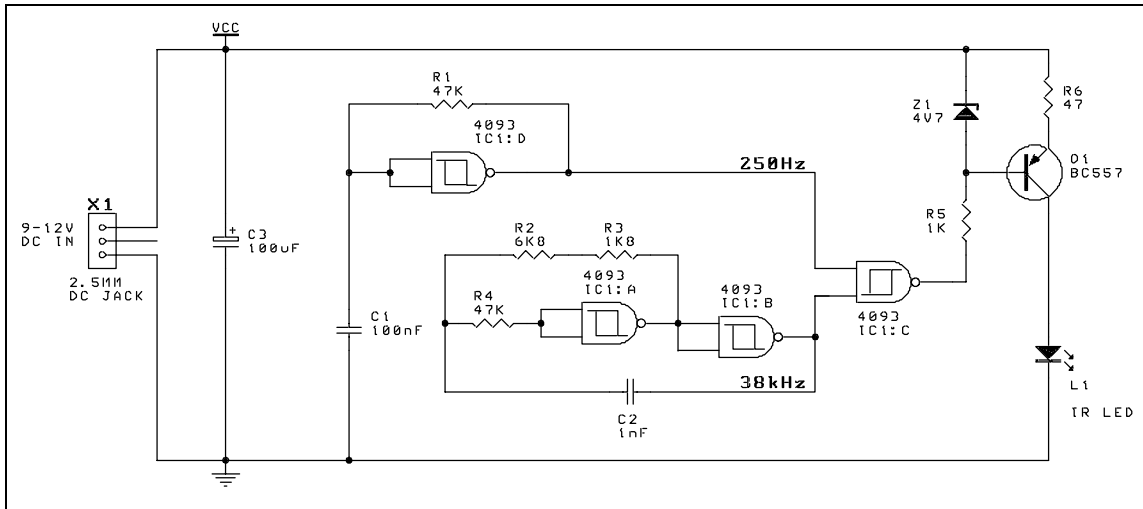 VCC
R1
47K
4093
IC1:D
250Hz
Z1
4V7
R6
47
Q1
BC557
X1
9-12V
DC IN
2.5MM
DC JACK
+
C3
100uF
R2
6K8
R3
1K8
R4
47K
4093
IC1:A
4093
IC1:B
R5
1K
4093
IC1:C
C1
100nF
38kHz
C2
1nF
L1
IR LED